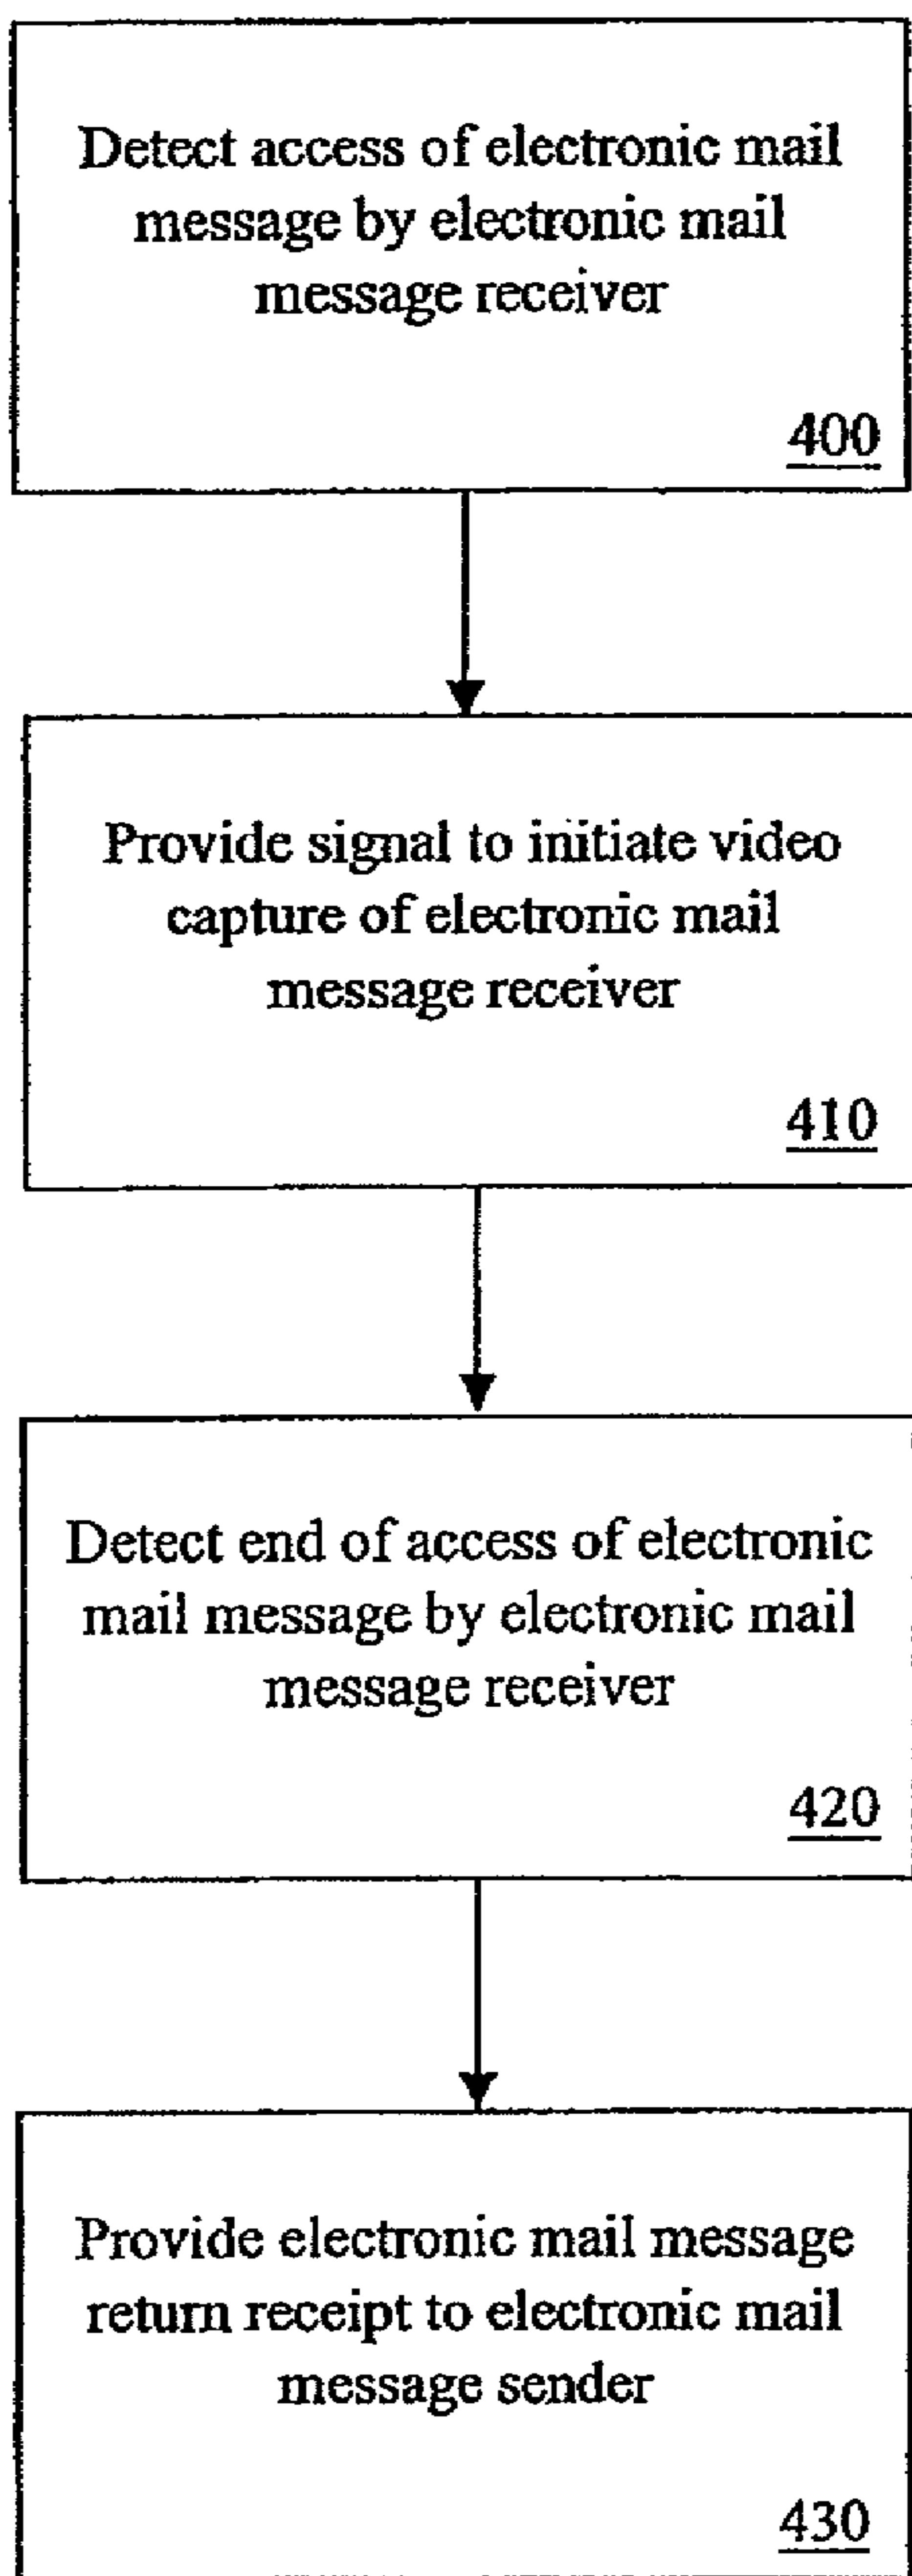 Detect access of electronic mail
message by electronic mail
message receiver
400
Provide signal to initiate video
capture of electronic mail
message receiver
410
Detect end of access of electronic
mail message by electronic mail
message receiver
420
Provide electronic mail message
return receipt to electronic mail
message sender
430